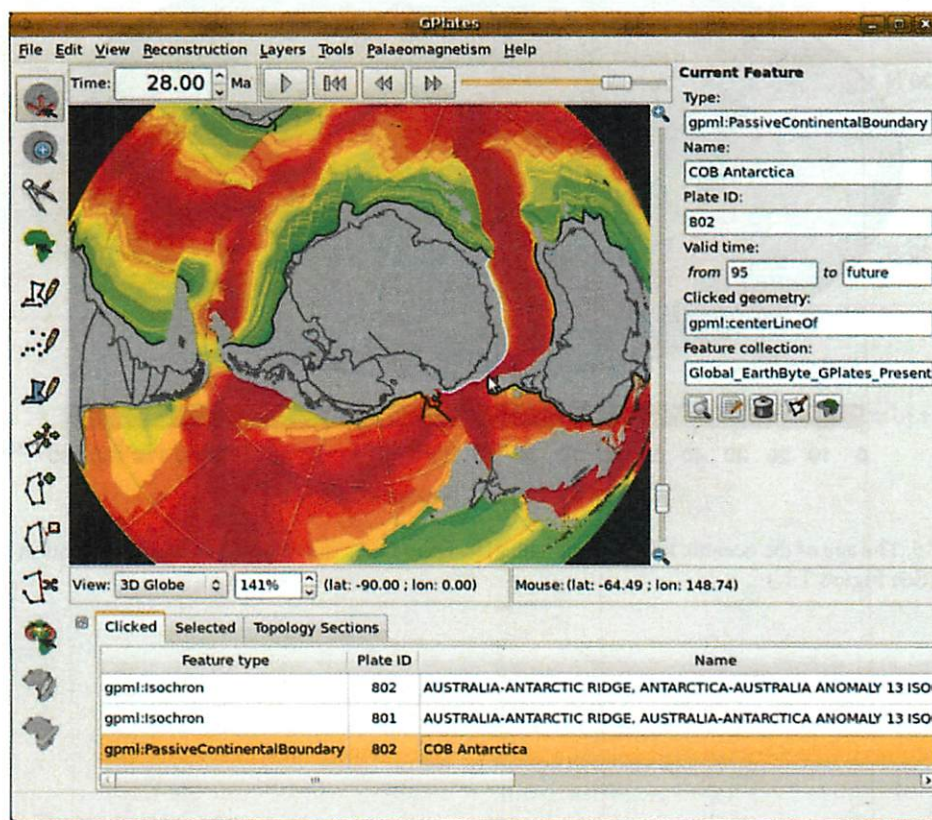 GPlates
File Edit View Reconstruction Layers Tools Palaeomagnetism Help
Time: 28.00 Ma
Current Feature
Type:
gpml:PassiveContinentalBoundary
Name:
COB Antarctica
Plate ID:
802
Valid time:
from 95 to future
Clicked geometry:
gpml:centerLineOf
Feature collection:
Global_EarthByte_GPlates_Present
View: 3D Globe 141% (lat: -90.00 ; lon: 0.00) Mouse: (lat: -64.49 ; lon: 148.74)
Clicked Selected Topology Sections
Feature type Plate ID Name
gpml:Isochron 802 AUSTRALIA-ANTARCTIC RIDGE, ANTARCTICA-AUSTRALIA ANOMALY 13 ISO
gpml:Isochron 801 AUSTRALIA-ANTARCTIC RIDGE, AUSTRALIA-ANTARCTICA ANOMALY 13 ISO
gpml:PassiveContinentalBoundary 802 COB Antarctica